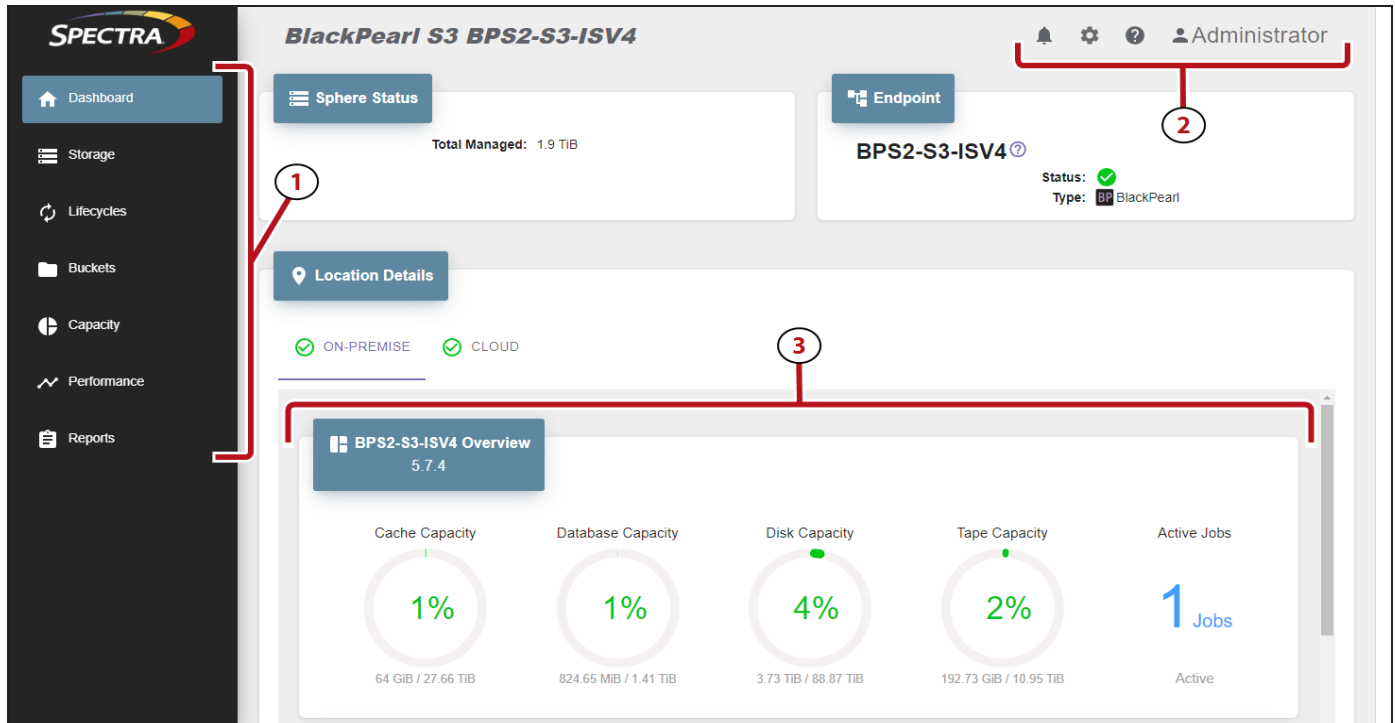 SPECTRA
BlackPearl S3 BPS2-S3-ISV4
Administrator
Dashboard
Storage
Lifecycles
Buckets
Capacity
Performance
Reports
1
2
Sphere Status
Total Managed: 1.9 TiB
Endpoint
BPS2-S3-ISV4
Status:
Type: BP BlackPearl
Location Details
ON-PREMISE CLOUD
3
BPS2-S3-ISV4 Overview
5.7.4
Cache Capacity Database Capacity Disk Capacity Tape Capacity Active Jobs
1% 1% 4% 2% 1 Jobs
64 GiB / 27.66 TiB 824.65 MiB / 1.41 TiB 3.73 TiB / 88.87 TiB 192.73 GiB / 10.95 TiB Active